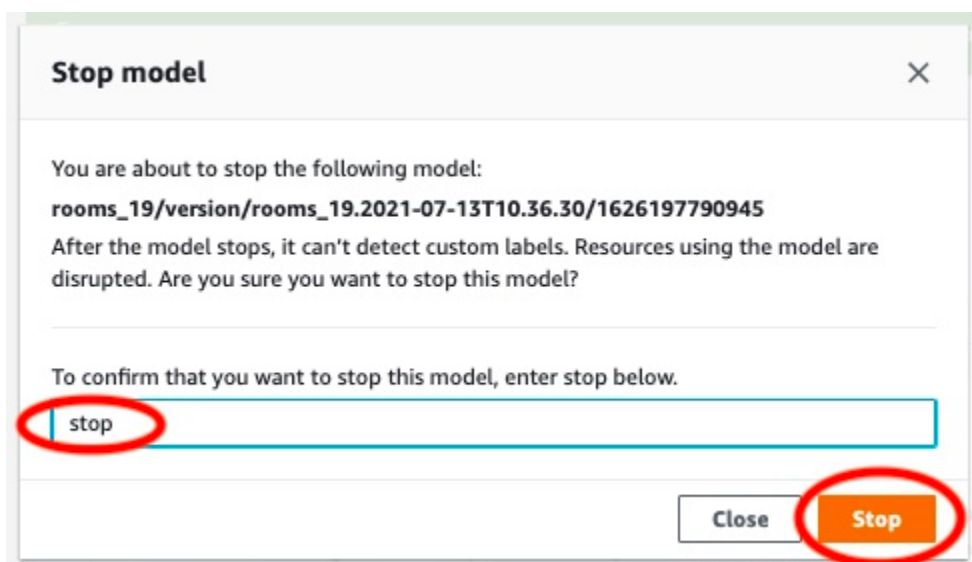 Stop model
You are about to stop the following model:
rooms_19/version/rooms_19.2021-07-13T10.36.30/1626197790945
After the model stops, it can't detect custom labels. Resources using the model are
disrupted. Are you sure you want to stop this model?
To confirm that you want to stop this model, enter stop below.
stop
Close Stop